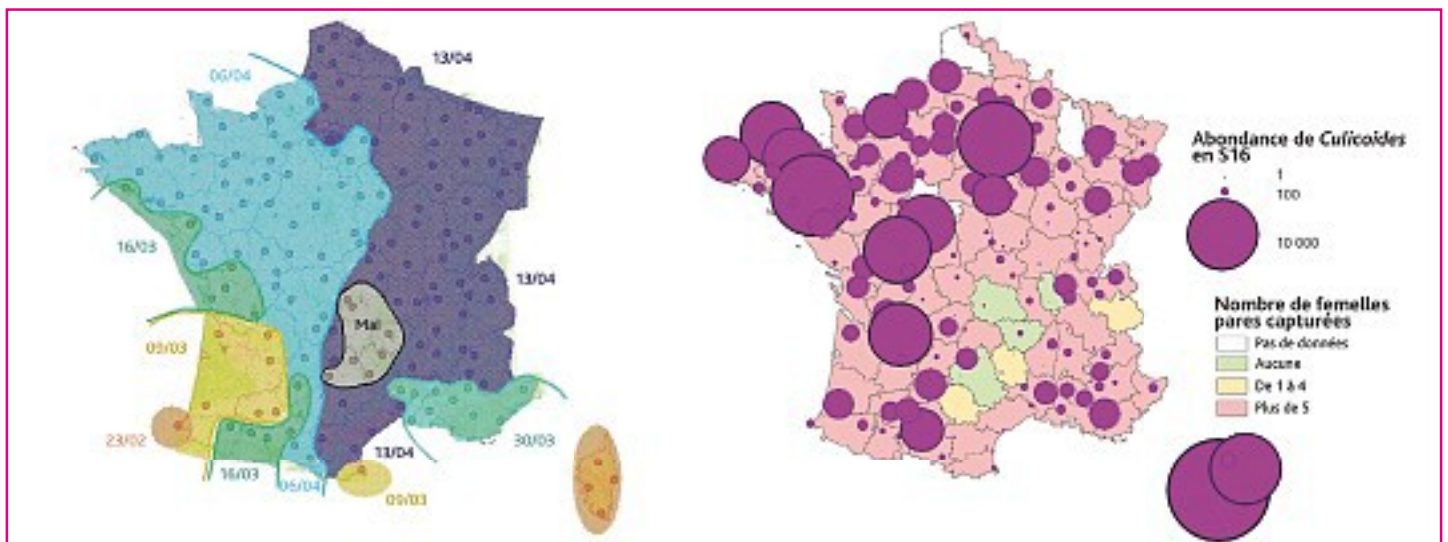 06/04
13/04
16/03
13/04
Mai
09/03
23/02
16/03
06/04
13/04
09/03
30/03
Abondance de Culicoides
en S16
1
100
10 000
Nombre de femelles
pares capturées
Pas de données
Aucune
De 1 à 4
Plus de 5